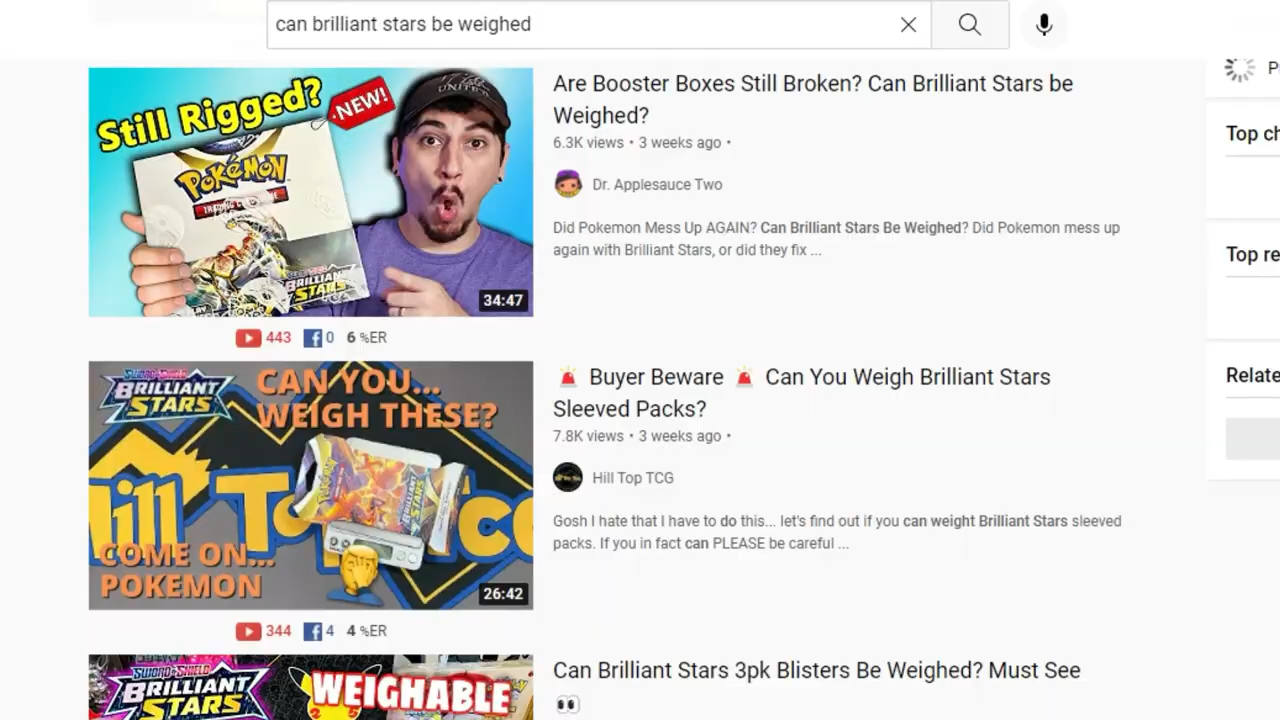 can brilliant stars be weighed
Still Rigged?
NEW!
UNITED
POKéMON
BRILLIANT
STARS
34:47
Are Booster Boxes Still Broken? Can Brilliant Stars be
Weighed?
6.3K views • 3 weeks ago •
Dr. Applesauce Two
Did Pokemon Mess Up AGAIN? Can Brilliant Stars Be Weighed? Did Pokemon mess up
again with Brilliant Stars, or did they fix ...
443 0 6 %ER
SWORD & SHIELD
BRILLIANT
STARS
CAN YOU...
WEIGH THESE?
COME ON...
POKEMON
26:42
Buyer Beware Can You Weigh Brilliant Stars
Sleeved Packs?
7.8K views • 3 weeks ago •
Hill Top TCG
Gosh I hate that I have to do this... let's find out if you can weight Brilliant Stars sleeved
packs. If you in fact can PLEASE be careful ...
344 4 4 %ER
SWORD & SHIELD
BRILLIANT
STARS
WEIGHABLE
Can Brilliant Stars 3pk Blisters Be Weighed? Must See
Top ch
Top re
Relate